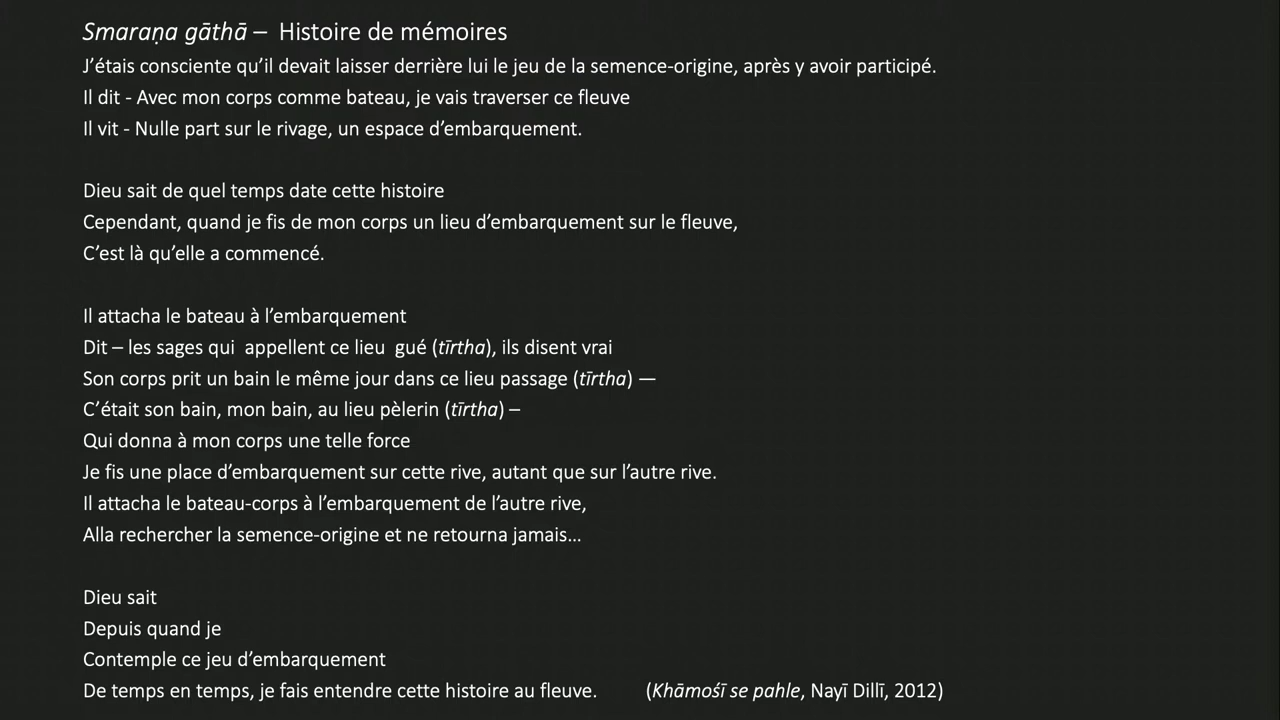 Smaraṇa gāthā – Histoire de mémoires
J’étais consciente qu’il devait laisser derrière lui le jeu de la semence-origine, après y avoir participé.
Il dit - Avec mon corps comme bateau, je vais traverser ce fleuve
Il vit - Nulle part sur le rivage, un espace d’embarquement.
Dieu sait de quel temps date cette histoire
Cependant, quand je fis de mon corps un lieu d’embarquement sur le fleuve,
C’est là qu’elle a commencé.
Il attacha le bateau à l’embarquement
Dit – les sages qui appellent ce lieu gué (tīrtha), ils disent vrai
Son corps prit un bain le même jour dans ce lieu passage (tīrtha) —
C’était son bain, mon bain, au lieu pèlerin (tīrtha) –
Qui donna à mon corps une telle force
Je fis une place d’embarquement sur cette rive, autant que sur l’autre rive.
Il attacha le bateau-corps à l’embarquement de l’autre rive,
Alla rechercher la semence-origine et ne retourna jamais…
Dieu sait
Depuis quand je
Contemple ce jeu d’embarquement
De temps en temps, je fais entendre cette histoire au fleuve. (Khāmośī se pahle, Nayī Dillī, 2012)